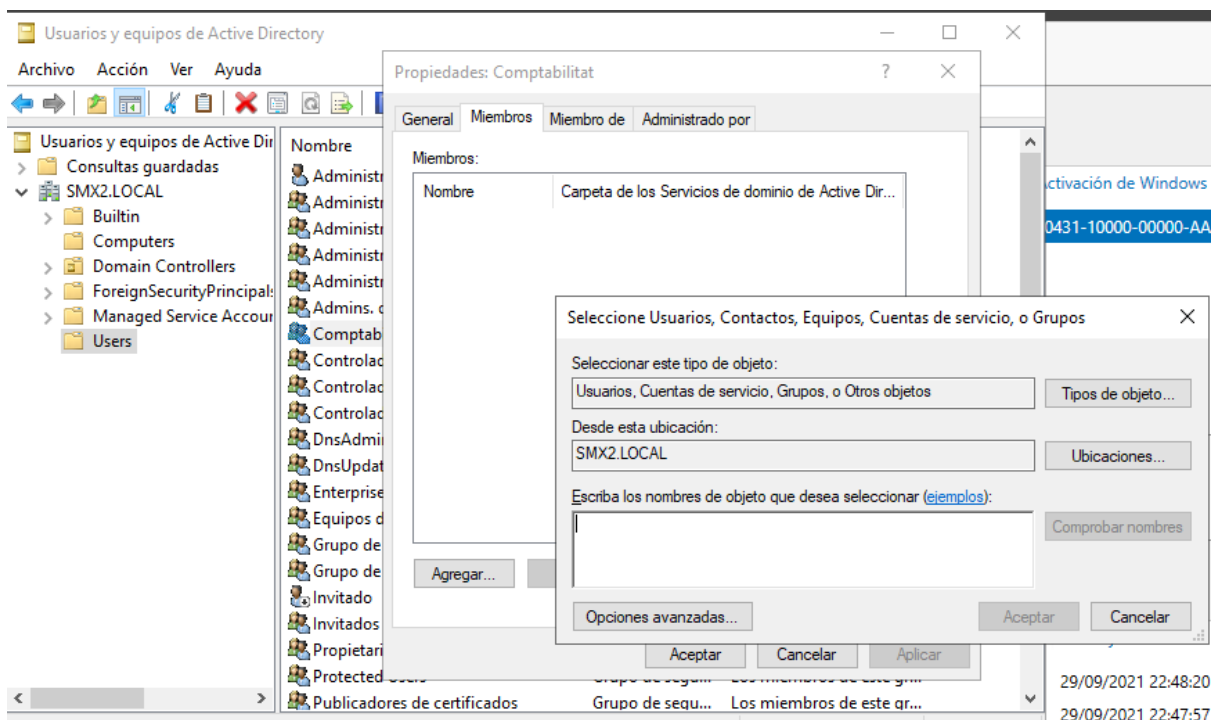 Usuarios y equipos de Active Directory
Archivo Acción Ver Ayuda
Usuarios y equipos de Active Dir
Consultas guardadas
SMX2.LOCAL
Builtin
Computers
Domain Controllers
ForeignSecurityPrincipal:
Managed Service Accour
Users
Nombre
Administr
Administr
Administr
Administr
Administr
Admins. d
Comptab
Controlad
Controlad
Controlad
DnsAdmi
DnsUpdat
Enterprise
Equipos d
Grupo de
Grupo de
Invitado
Invitados
Propietari
Protected Users
Publicadores de certificados Grupo de segu... Los miembros de este gr...
Propiedades: Comptabilitat ?
General Miembros Miembro de Administrado por
Miembros:
Nombre Carpeta de los Servicios de dominio de Active Dir...
Agregar...
Aceptar Cancelar Aplicar
Seleccione Usuarios, Contactos, Equipos, Cuentas de servicio, o Grupos
Seleccionar este tipo de objeto:
Usuarios, Cuentas de servicio, Grupos, o Otros objetos Tipos de objeto...
Desde esta ubicación:
SMX2.LOCAL Ubicaciones...
Escriba los nombres de objeto que desea seleccionar (ejemplos):
Comprobar nombres
Opciones avanzadas... Aceptar Cancelar
ctivación de Windows
0431-10000-00000-AA
29/09/2021 22:48:20
29/09/2021 22:47:57